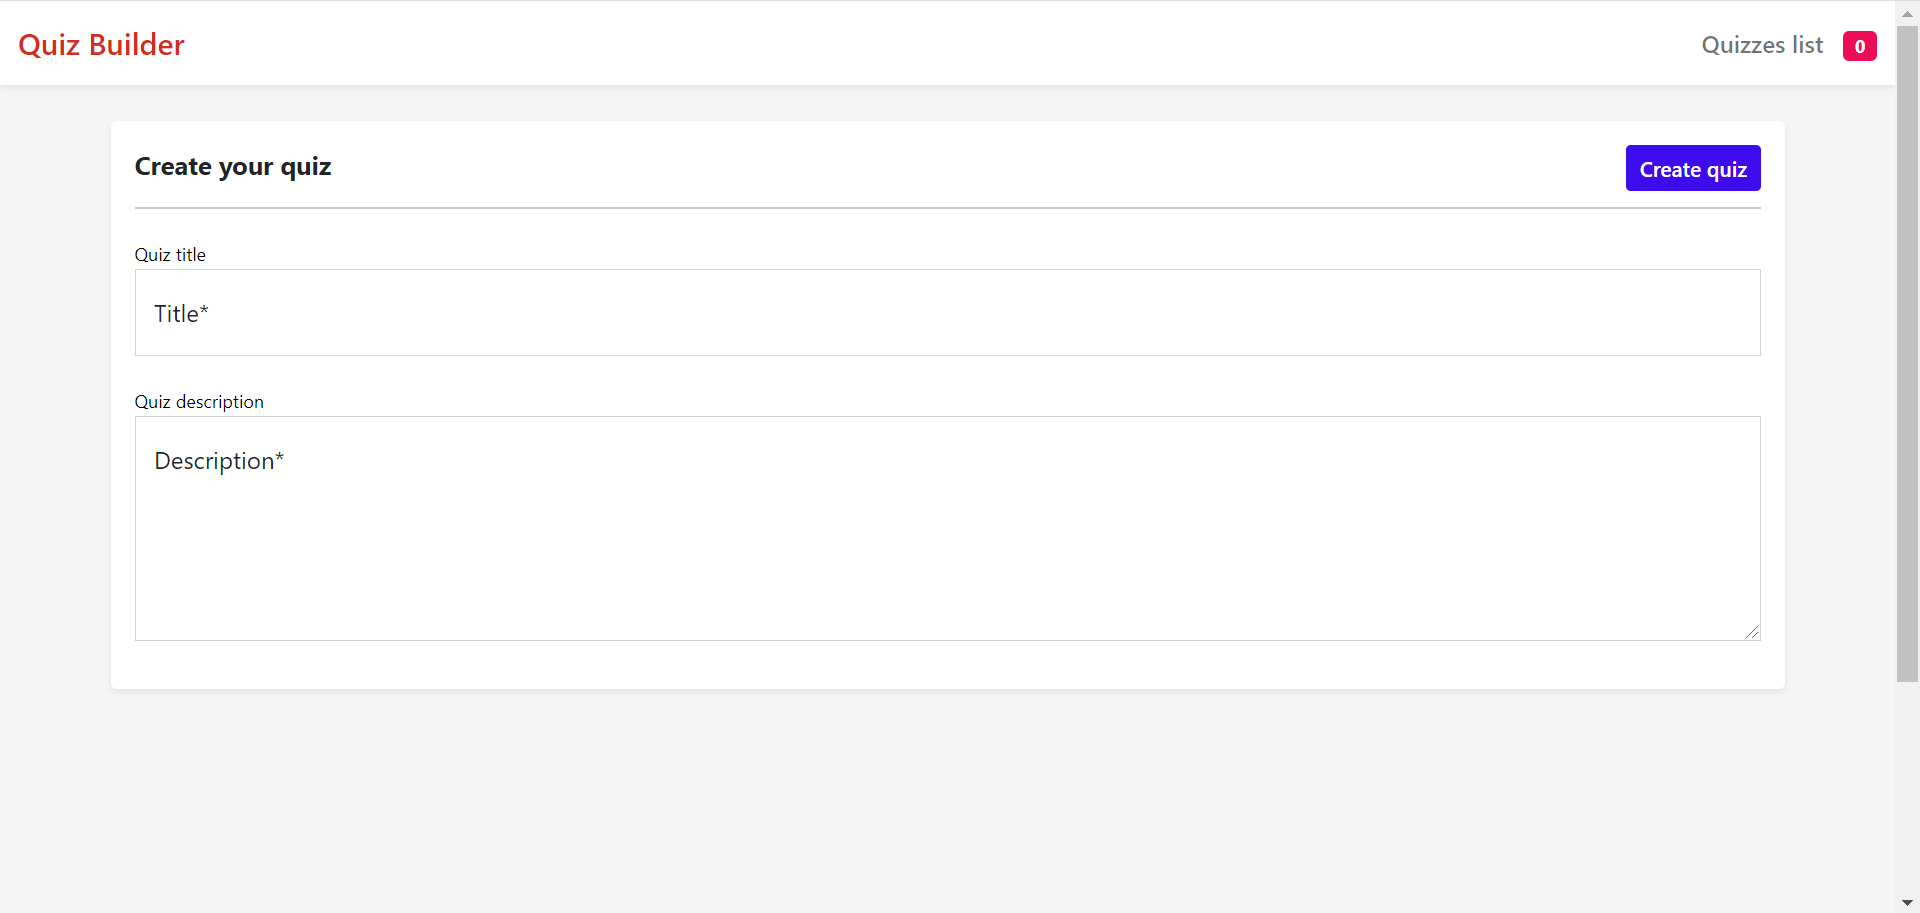 Quiz Builder
Quizzes list 0
Create your quiz
Create quiz
Quiz title
Title*
Quiz description
Description*